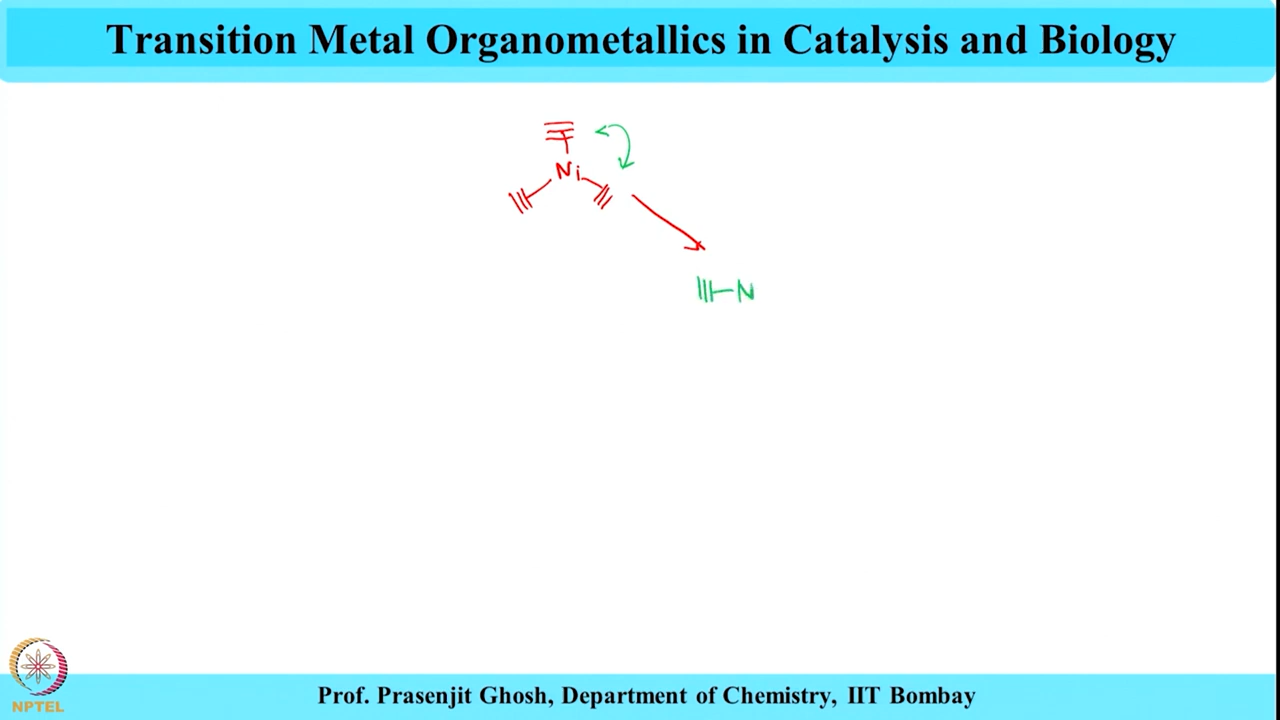 Transition Metal Organometallics in Catalysis and Biology
Ni
N
NPTEL
Prof. Prasenjit Ghosh, Department of Chemistry, IIT Bombay